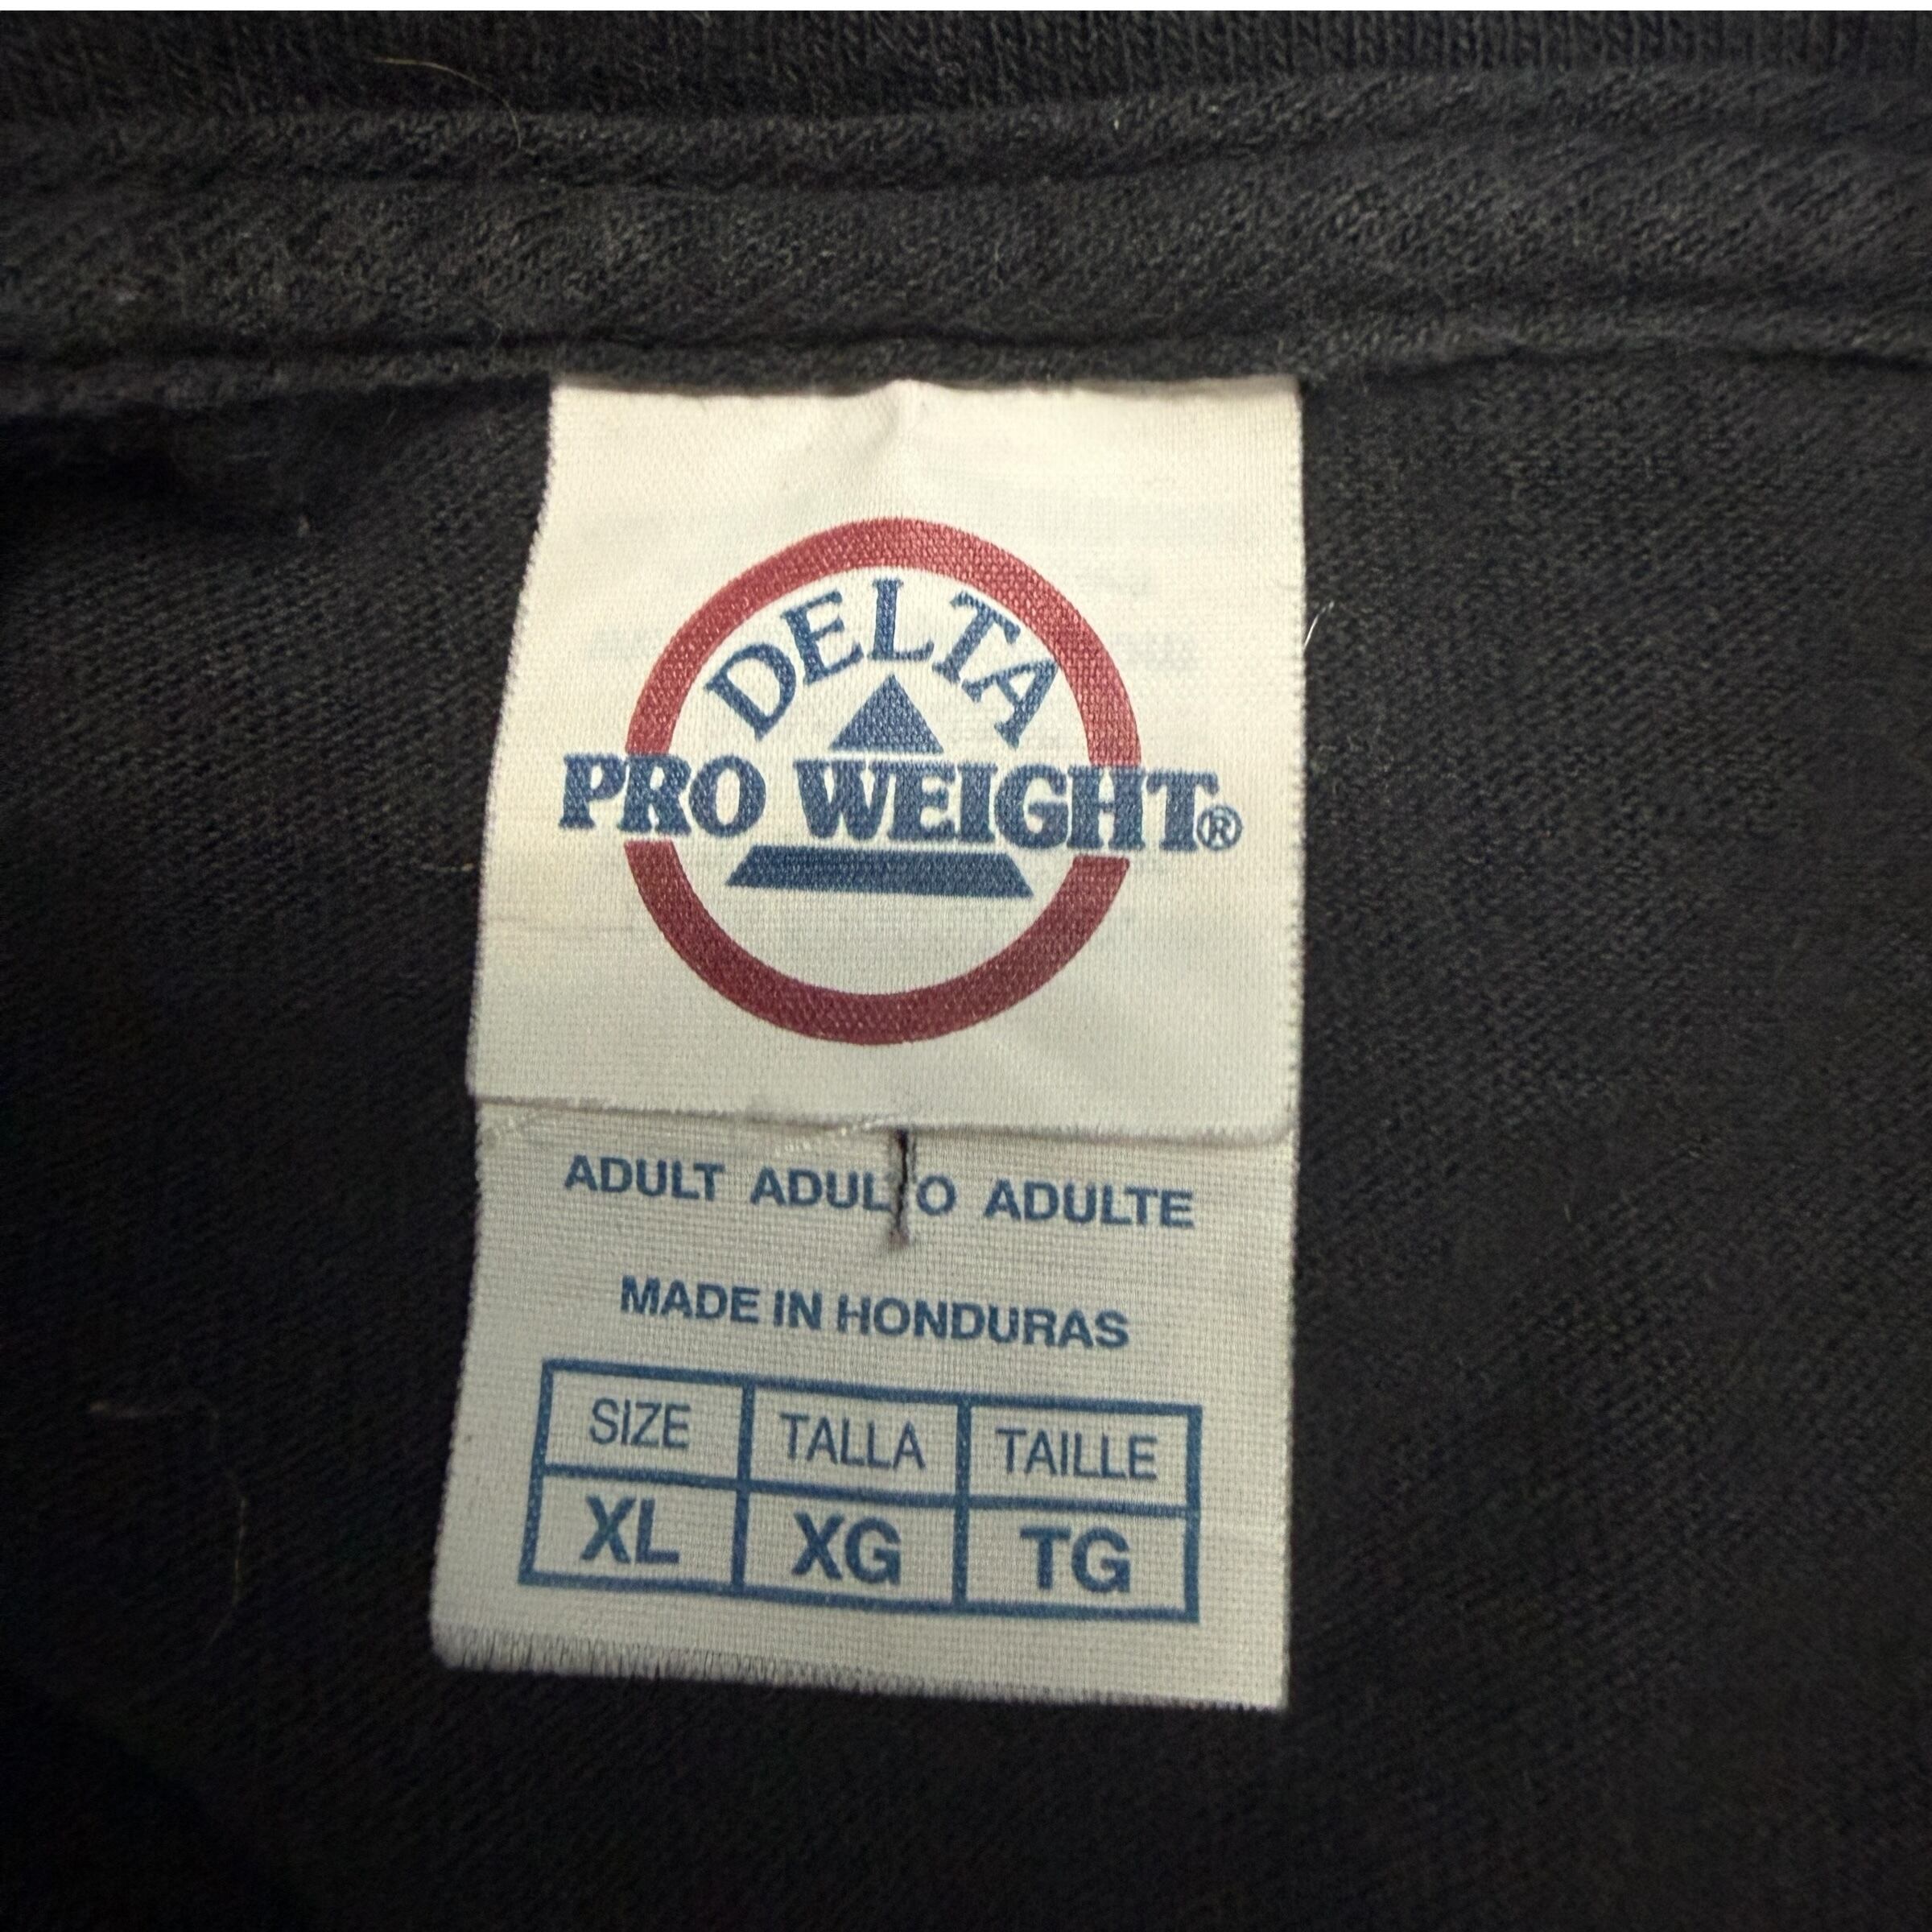 DELTA
PRO WEIGHT®
ADULT ADULTO ADULTE
MADE IN HONDURAS
SIZE TALLA TAILLE
XL XG TG